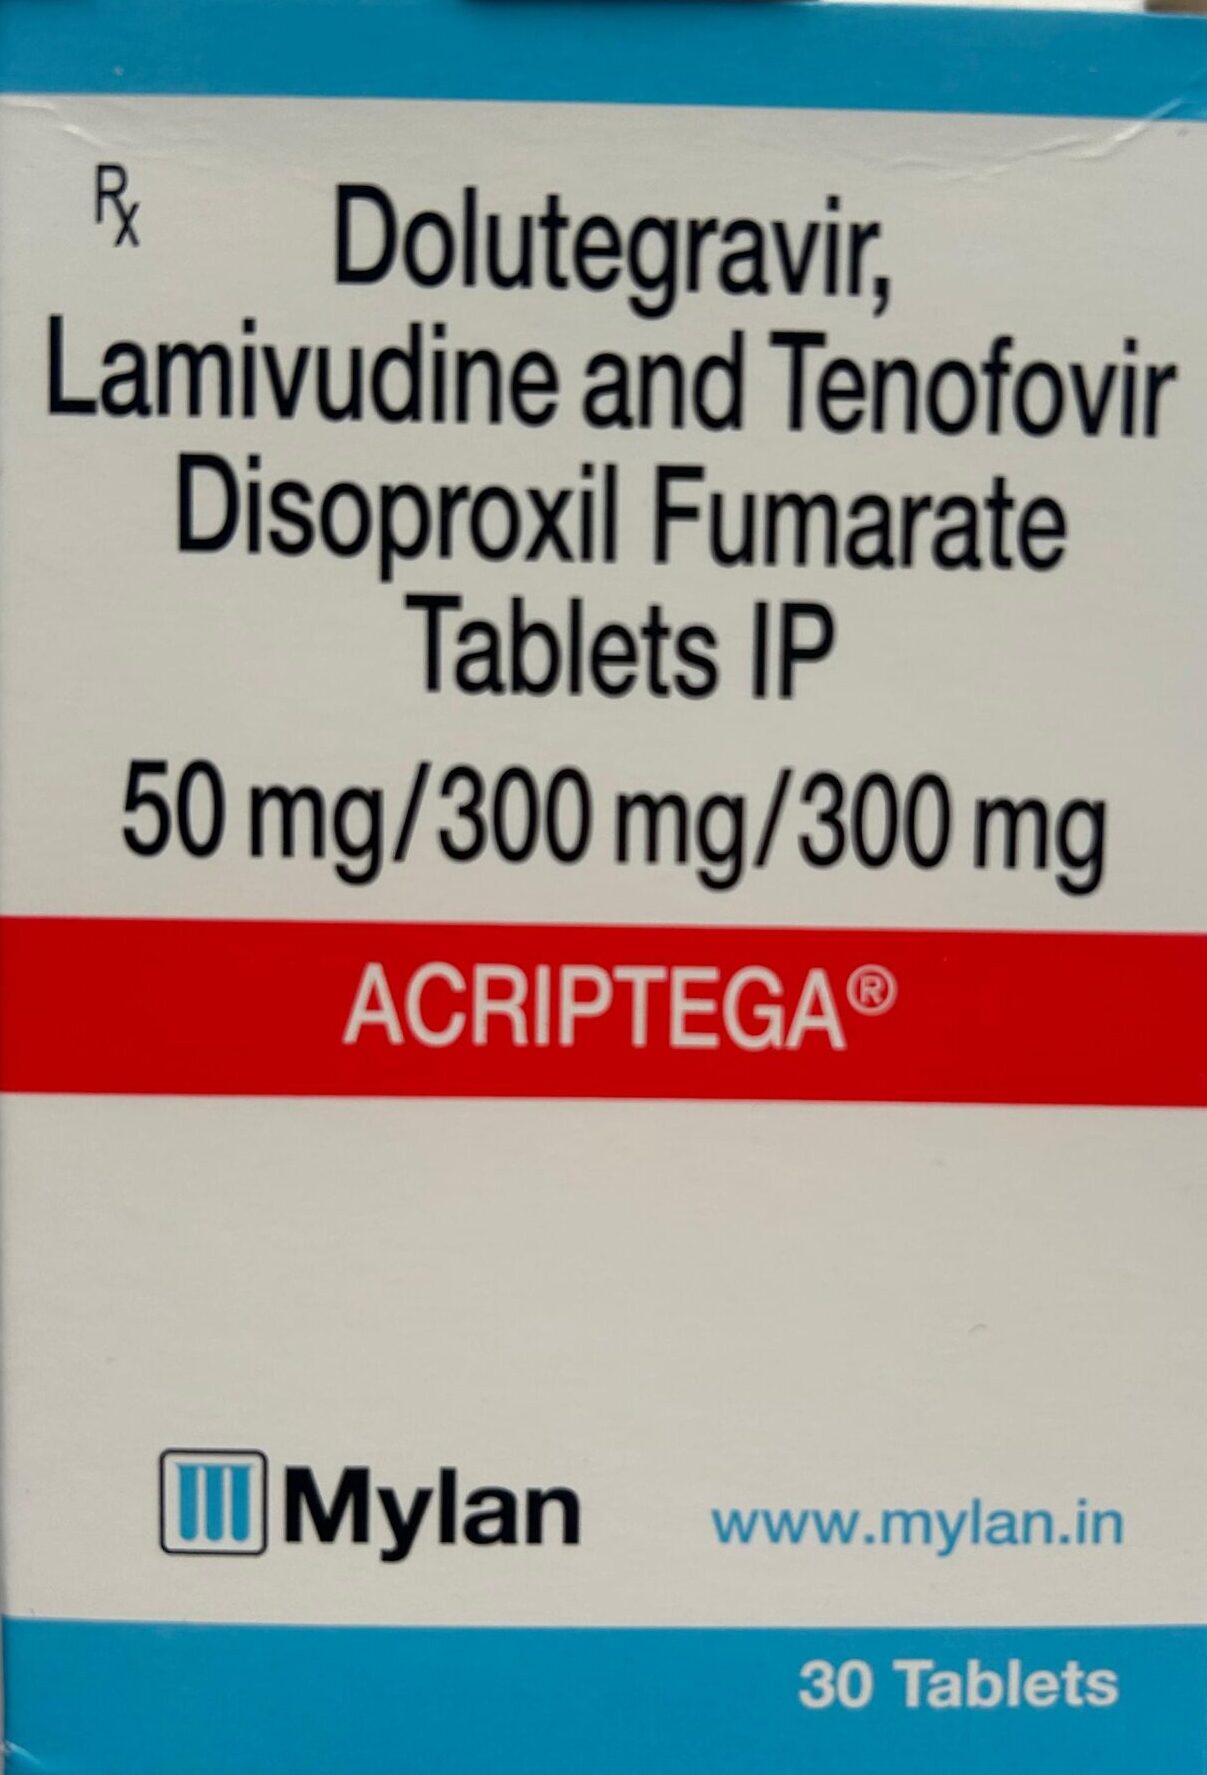 Rx Dolutegravir,
Lamivudine and Tenofovir
Disoproxil Fumarate
Tablets IP
50 mg/300 mg/300 mg
ACRIPTEGA®
Mylan www.mylan.in
30 Tablets